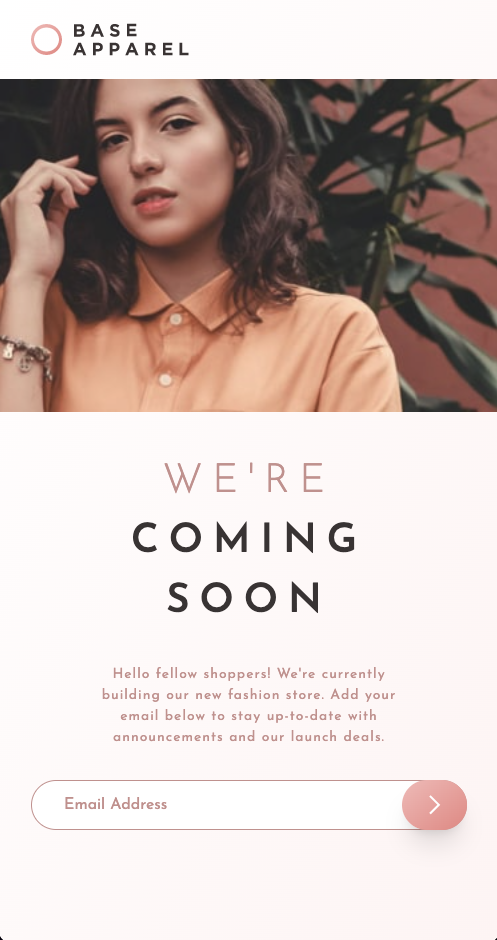 BASE
APPAREL
WE'RE
COMING
SOON
Hello fellow shoppers! We're currently
building our new fashion store. Add your
email below to stay up-to-date with
announcements and our launch deals.
Email Address